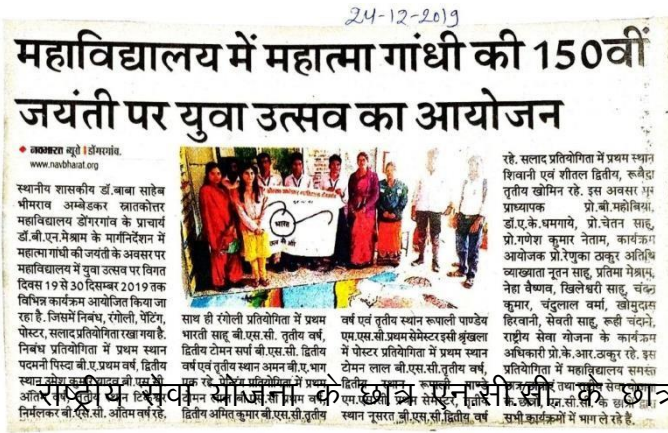 24-12-2019
महाविद्यालय में महात्मा गांधी की 150वीं
जयंती पर युवा उत्सव का आयोजन
नवभारत ब्यूरो | डोंगरगांव.
www.navbharat.org
स्थानीय शासकीय डॉ.बाबा साहेब
भीमराव अम्बेडकर स्नातकोत्तर
महाविद्यालय डोंगरगांव के प्राचार्य
डॉ.बी.एन.मेश्राम के मार्गनिर्देशन में
महात्मा गांधी की जयंती के अवसर पर
महाविद्यालय में युवा उत्सव पर विगत
दिवस 19 से 30 दिसम्बर 2019 तक
विभिन्न कार्यक्रम आयोजित किया जा
रहा है. जिसमें निबंध, रंगोली, पेंटिंग,
पोस्टर, सलाद प्रतियोगिता रखा गया है.
निबंध प्रतियोगिता में प्रथम स्थान
पदमनी पिस्दा बी.ए.प्रथम वर्ष, द्वितीय
निर्मलकर बी.एस.सी. अंतिम वर्ष रहे.
साथ ही रंगोली प्रतियोगिता में प्रथम
भारती साहू बी.एस.सी. तृतीय वर्ष,
द्वितीय टोमन सर्पा बी.एस.सी. द्वितीय
वर्ष एवं तृतीय स्थान अमन बी.ए.भाग
एक रहे. पेंटिंग प्रतियोगिता में प्रथम
द्वितीय अमित कुमार बी.एस.सी.तृतीय
वर्ष एवं तृतीय स्थान रूपाली पाण्डेय
एम.एस.सी.प्रथम सेमेस्टर इसी श्रृंखला
में पोस्टर प्रतियोगिता में प्रथम स्थान
टोमन लाल बी.एस.सी.तृतीय वर्ष,
द्वितीय स्थान रूपाली पाण्डे
स्थान नूसरत बी.एस.सी.द्वितीय वर्ष
रहे. सलाद प्रतियोगिता में प्रथम स्थान
शिवानी एवं शीतल द्वितीय,
तृतीय खोमिन रहे. इस अवसर पर
प्राध्यापक प्रो.बी.महोबिया,
डॉ.ए.के.धमगाये, प्रो.चेतन साहू,
प्रो.गणेश कुमार नेताम, कार्यक्रम
आयोजक प्रो.रेणुका ठाकुर अतिथि
व्याख्याता नूतन साहू, प्रतिमा मेश्राम,
नेहा वैष्णव, खिलेश्वरी साहू,
कुमार, चंदुलाल वर्मा, खोमुदास
हिरवानी, सेवती साहू, रूही चंदाने,
राष्ट्रीय सेवा योजना के कार्यक्रम
अधिकारी प्रो.के.आर.ठाकुर रहे. इस
प्रतियोगिता में महाविद्यालय समस्त
सभी कार्यक्रमों में भाग ले रहे है.
राष्ट्रीय सेवा योजना के छात्र एन.सी.सी. के छात्र